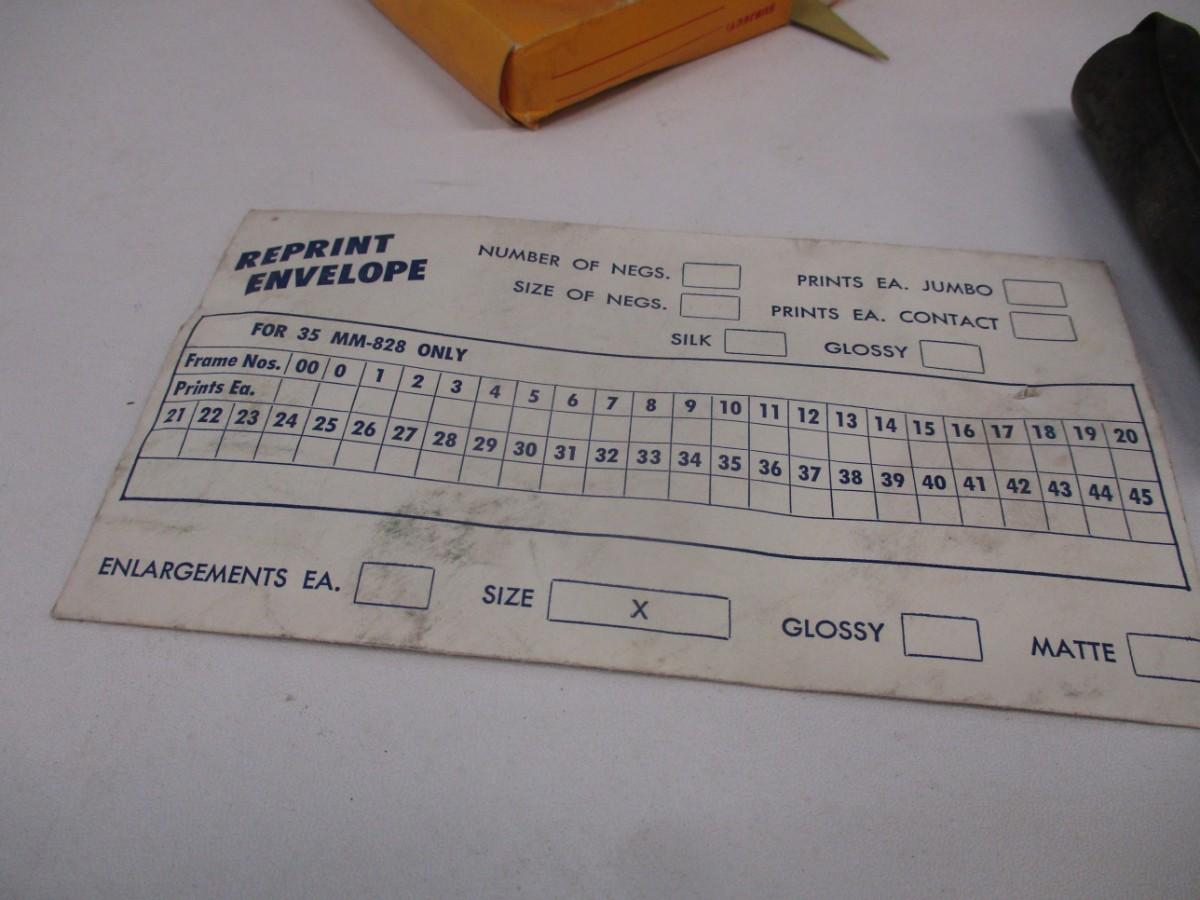 REPRINT
ENVELOPE
NUMBER OF NEGS.
PRINTS EA. JUMBO
SIZE OF NEGS.
PRINTS EA. CONTACT
SILK
GLOSSY
FOR 35 MM-828 ONLY
Frame Nos. 00 0 1 2 3 4 5 6 7 8 9 10 11 12 13 14 15 16 17 18 19 20
Prints Ea.
21 22 23 24 25 26 27 28 29 30 31 32 33 34 35 36 37 38 39 40 41 42 43 44 45
ENLARGEMENTS EA.
SIZE X
GLOSSY
MATTE